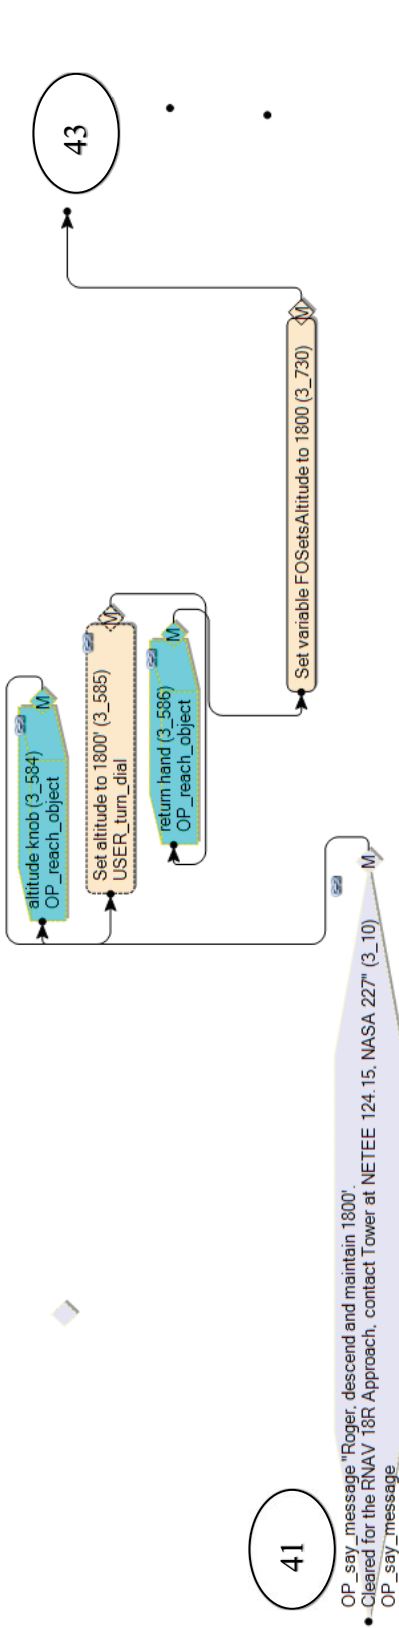 41
OP_say_message "Roger, descend and maintain 1800'.
Cleared for the RNAV 18R Approach, contact Tower at NETEE 124.15, NASA 227" (3_10)
OP_say_message
M
altitude knob (3_584)
OP_reach_object
M
Set altitude to 1800' (3_585)
USER_turn_dial
M
return hand (3_586)
OP_reach_object
M
Set variable FOSetsAltitude to 1800 (3_730)
M
43